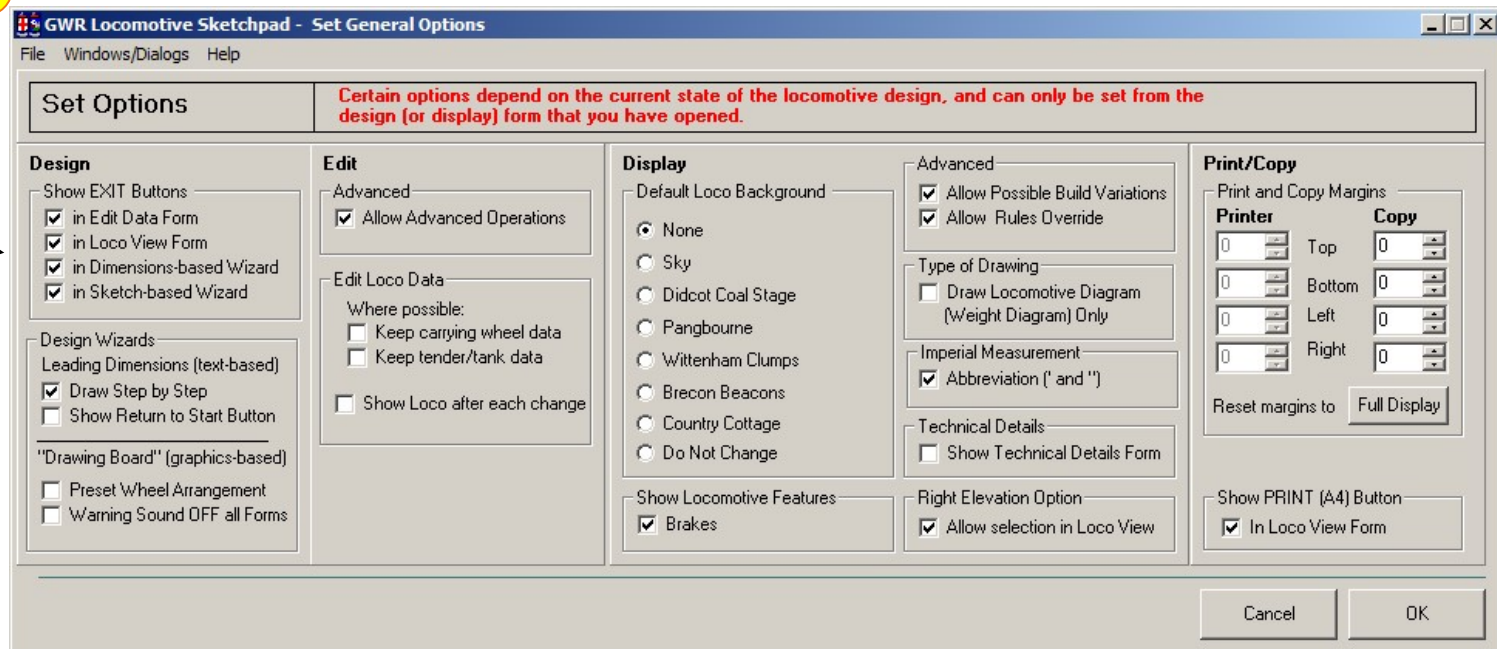 GWR Locomotive Sketchpad - Set General Options
File Windows/Dialogs Help
Set Options
Certain options depend on the current state of the locomotive design, and can only be set from the
design (or display) form that you have opened.
Design
Show EXIT Buttons
in Edit Data Form
in Loco View Form
in Dimensions-based Wizard
in Sketch-based Wizard
Design Wizards
Leading Dimensions (text-based)
Draw Step by Step
Show Return to Start Button
"Drawing Board" (graphics-based)
Preset Wheel Arrangement
Warning Sound OFF all Forms
Edit
Advanced
Allow Advanced Operations
Edit Loco Data
Where possible:
Keep carrying wheel data
Keep tender/tank data
Show Loco after each change
Display
Default Loco Background
None
Sky
Didcot Coal Stage
Pangbourne
Wittenham Clumps
Brecon Beacons
Country Cottage
Do Not Change
Show Locomotive Features
Brakes
Advanced
Allow Possible Build Variations
Allow Rules Override
Type of Drawing
Draw Locomotive Diagram
(Weight Diagram) Only
Imperial Measurement
Abbreviation (' and '')
Technical Details
Show Technical Details Form
Right Elevation Option
Allow selection in Loco View
Print/Copy
Print and Copy Margins
Printer Copy
0 Top 0
0 Bottom 0
0 Left 0
0 Right 0
Reset margins to Full Display
Show PRINT (A4) Button
In Loco View Form
Cancel OK